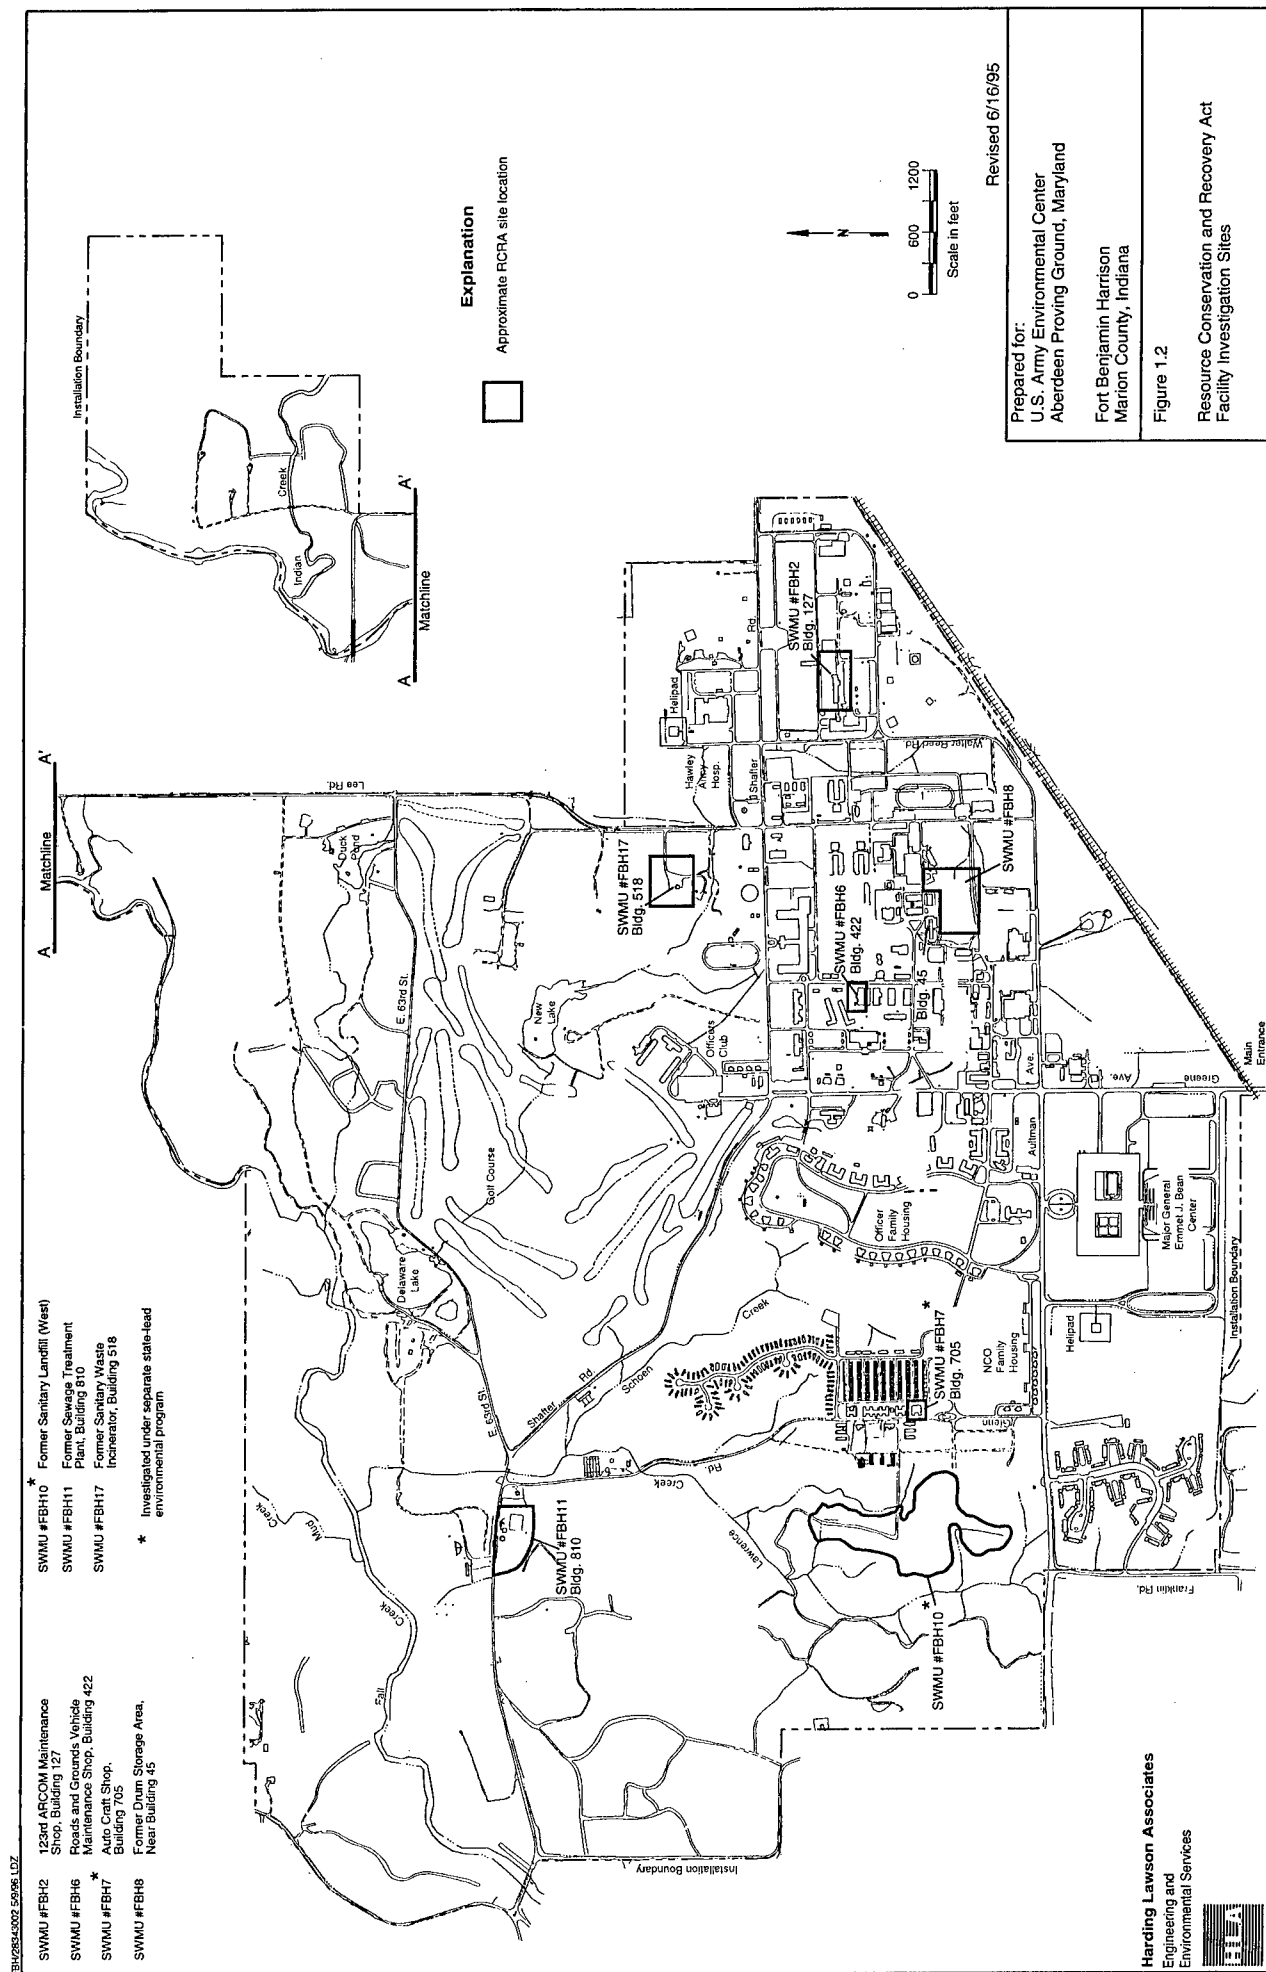 BH/28343002 5/9/96 LDZ
SWMU #FBH2 123rd ARCOM Maintenance
Shop, Building 127
SWMU #FBH6 Roads and Grounds Vehicle
Maintenance Shop, Building 422
SWMU #FBH7 * Auto Craft Shop,
Building 705
SWMU #FBH8 Former Drum Storage Area,
Near Building 45
SWMU #FBH10 * Former Sanitary Landfill (West)
SWMU #FBH11 Former Sewage Treatment
Plant, Building 810
SWMU #FBH17 Former Sanitary Waste
Incinerator, Building 518
* Investigated under separate state-lead
environmental program
A Matchline A'
Installation Boundary
Indian
Creek
A A'
Matchline
Explanation
Approximate RCRA site location
0 600 1200
Scale in feet
N
Revised 6/16/95
Prepared for:
U.S. Army Environmental Center
Aberdeen Proving Ground, Maryland
Fort Benjamin Harrison
Marion County, Indiana
Figure 1.2
Resource Conservation and Recovery Act
Facility Investigation Sites
Lee Rd.
Duck
Pond
E. 63rd St.
Golf Course
Delaware
Lake
New
Lake
Officers
Club
Creek
Mud
Creek
Fall
E. 63rd St.
Shafter
Rd.
Schoen
Creek
SWMU #FBH17
Bldg. 518
Helipad
Hawley
Army
Hosp.
Shafter
Rd.
SWMU #FBH2
Bldg. 127
Walter Reed Rd.
SWMU #FBH6
Bldg. 422
SWMU #FBH8
Bldg. 45
SWMU #FBH11
Bldg. 810
Rd.
Creek
Lawrence
Officer
Family
Housing
SWMU #FBH7 *
Bldg. 705
NCO
Family
Housing
Glenn
Aultman
Ave.
Greene
Ave.
Main
Entrance
Major General
Emmet J. Bean
Center
Helipad
Installation Boundary
SWMU #FBH10 *
Franklin Rd.
Installation Boundary
Harding Lawson Associates
Engineering and
Environmental Services